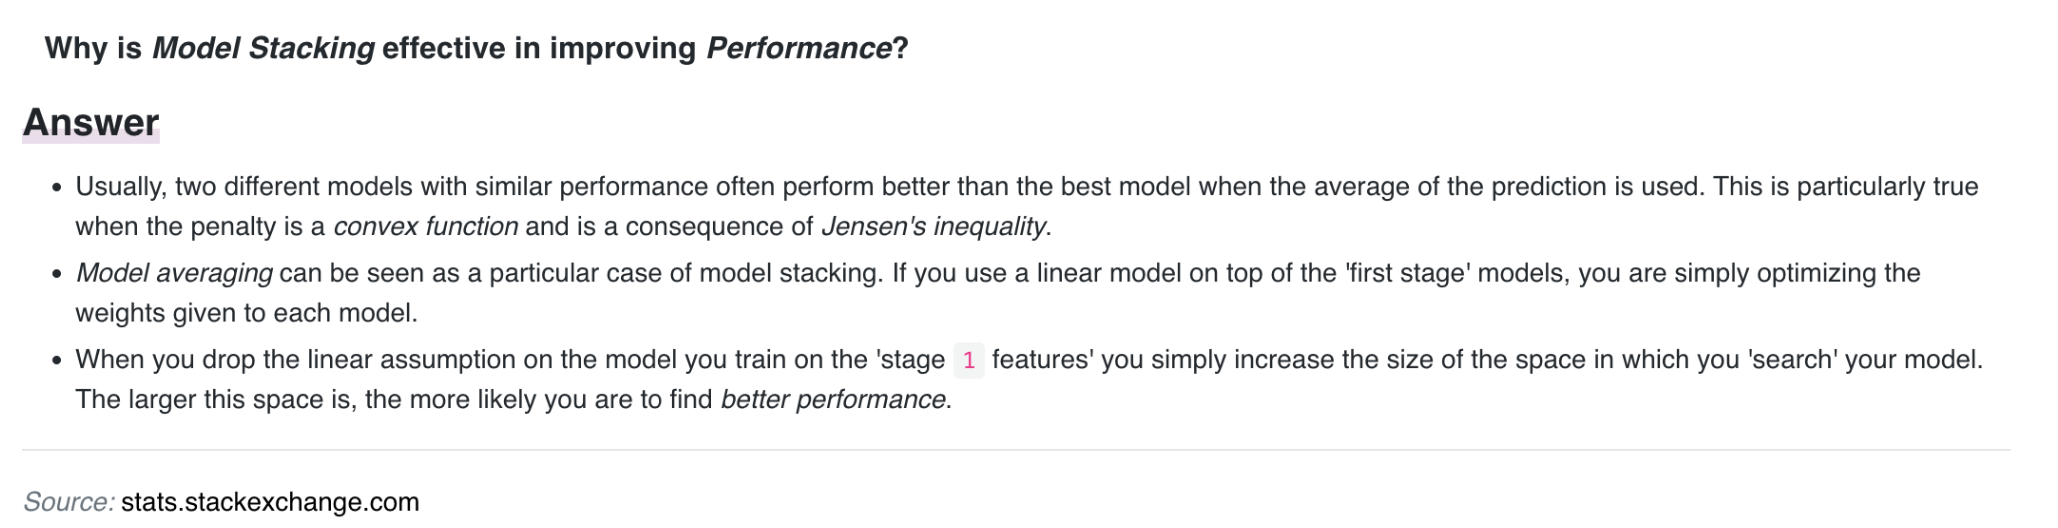 Why is Model Stacking effective in improving Performance?
Answer
• Usually, two different models with similar performance often perform better than the best model when the average of the prediction is used. This is particularly true
when the penalty is a convex function and is a consequence of Jensen's inequality.
• Model averaging can be seen as a particular case of model stacking. If you use a linear model on top of the 'first stage' models, you are simply optimizing the
weights given to each model.
• When you drop the linear assumption on the model you train on the 'stage 1 features' you simply increase the size of the space in which you 'search' your model.
The larger this space is, the more likely you are to find better performance.
Source: stats.stackexchange.com